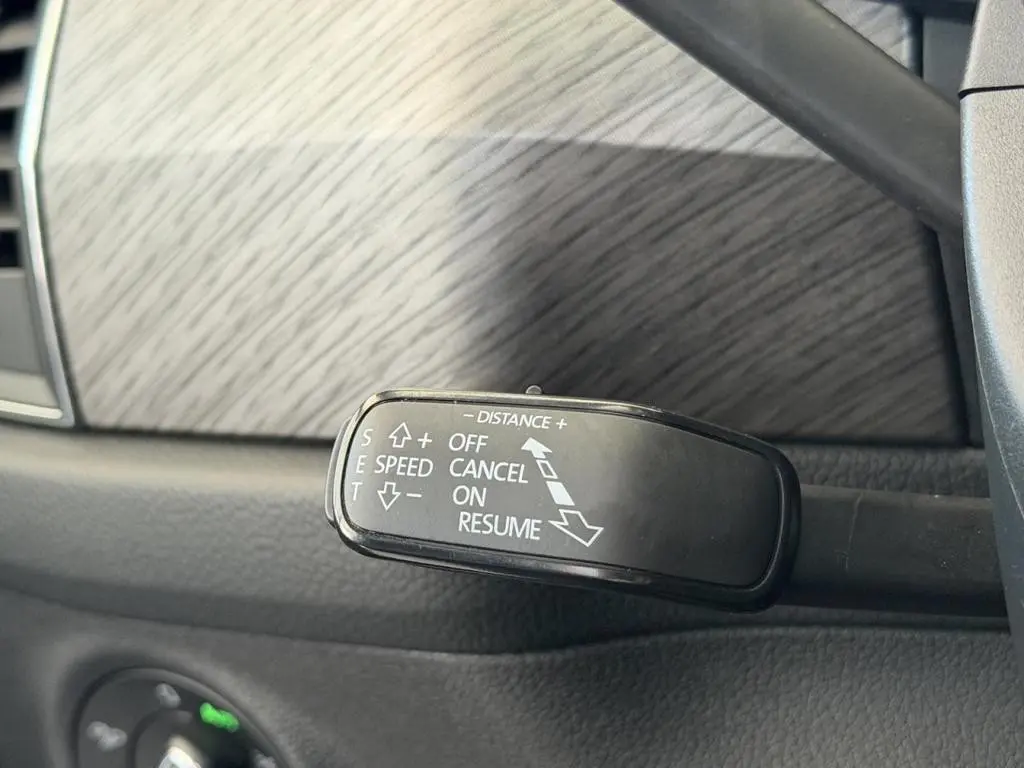 - DISTANCE +
S + OFF
E SPEED CANCEL
T - ON
RESUME